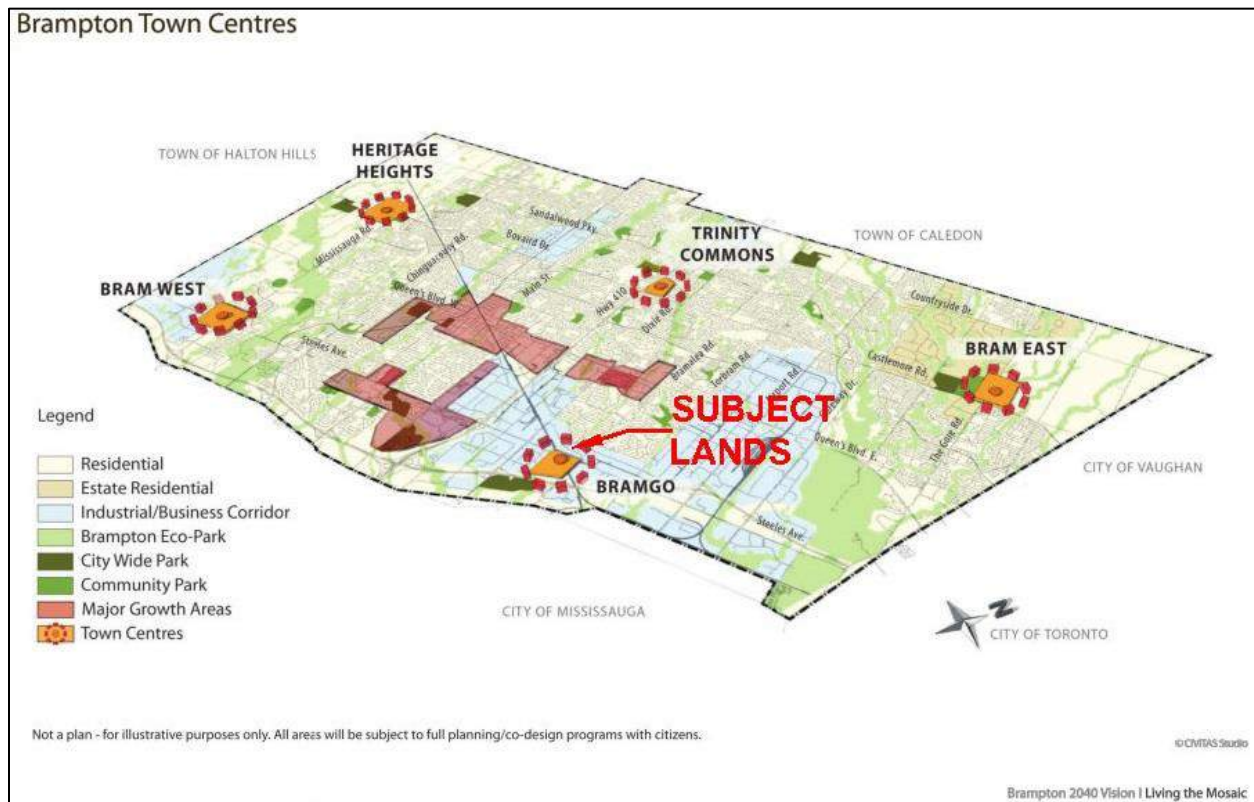 Brampton Town Centres
TOWN OF HALTON HILLS
HERITAGE
HEIGHTS
Sandalwood Pky.
Bovaird Dr.
Mississauga Rd.
Chinguacousy Rd.
TRINITY
COMMONS
TOWN OF CALEDON
BRAM WEST
Queen's Blvd. W.
Main St.
Hwy 410
Dixie Rd.
Countryside Dr.
Steeles Ave.
Bramalea Rd.
Torbram Rd.
Castlemore Rd.
BRAM EAST
SUBJECT
LANDS
Queen's Blvd. E.
The Gore Rd.
CITY OF VAUGHAN
BRAMGO
Steeles Ave.
Legend
Residential
Estate Residential
Industrial/Business Corridor
Brampton Eco-Park
City Wide Park
Community Park
Major Growth Areas
Town Centres
CITY OF MISSISSAUGA
N
CITY OF TORONTO
Not a plan - for illustrative purposes only. All areas will be subject to full planning/co-design programs with citizens.
© CIVITAS Studio
Brampton 2040 Vision | Living the Mosaic